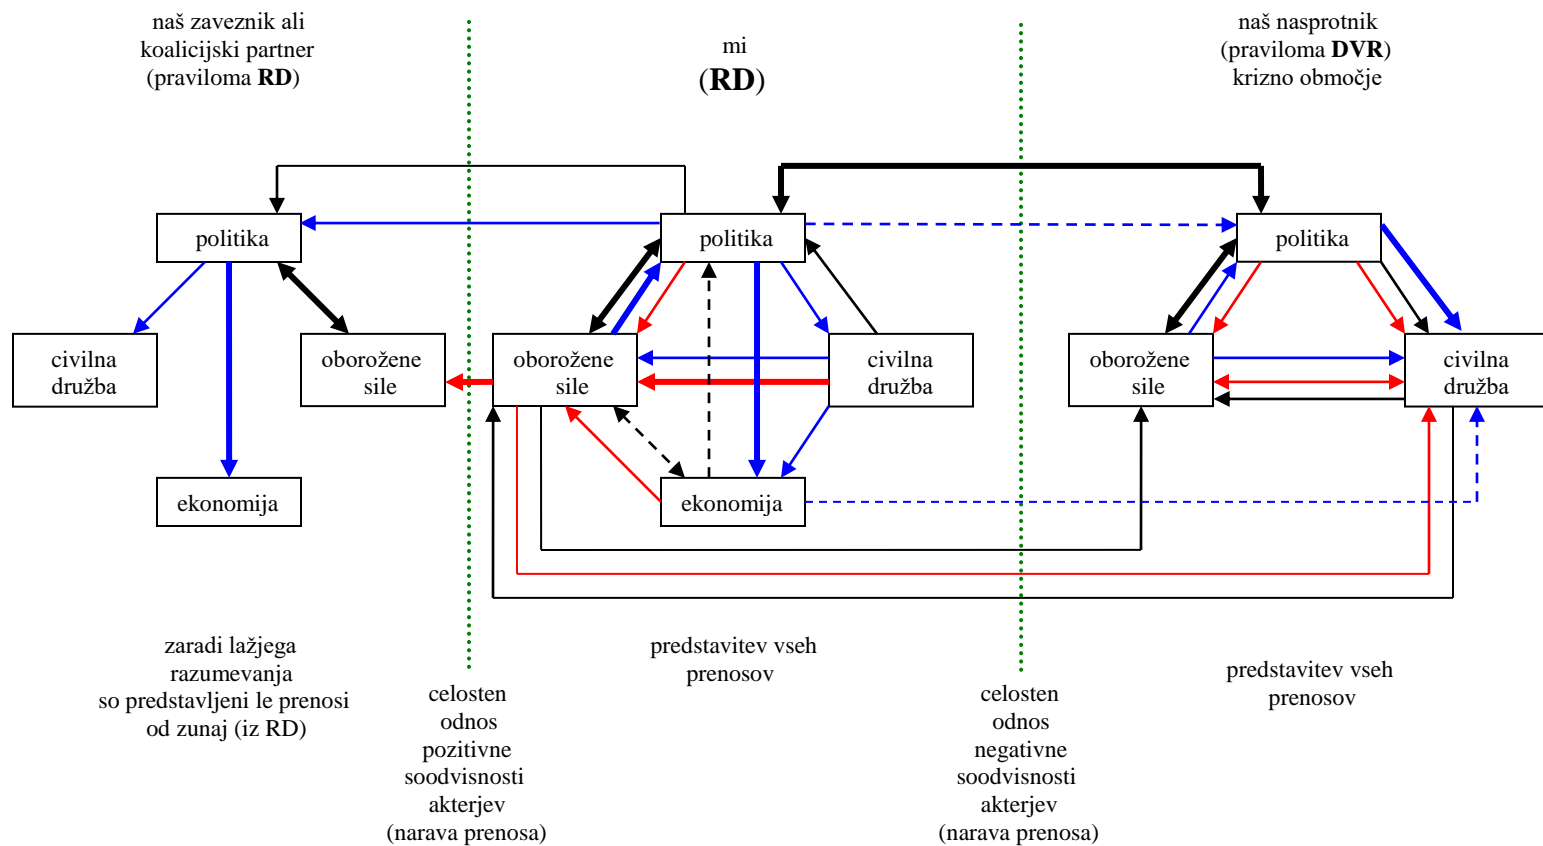 naš zaveznik ali
koalicijski partner
(praviloma RD)
mi
(RD)
naš nasprotnik
(praviloma DVR)
krizno območje
politika
politika
politika
civilna
družba
oborožene
sile
oborožene
sile
civilna
družba
oborožene
sile
civilna
družba
ekonomija
ekonomija
zaradi lažjega
razumevanja
so predstavljeni le prenosi
od zunaj (iz RD)
celosten
odnos
pozitivne
soodvisnosti
akterjev
(narava prenosa)
predstavitev vseh
prenosov
celosten
odnos
negativne
soodvisnosti
akterjev
(narava prenosa)
predstavitev vseh
prenosov